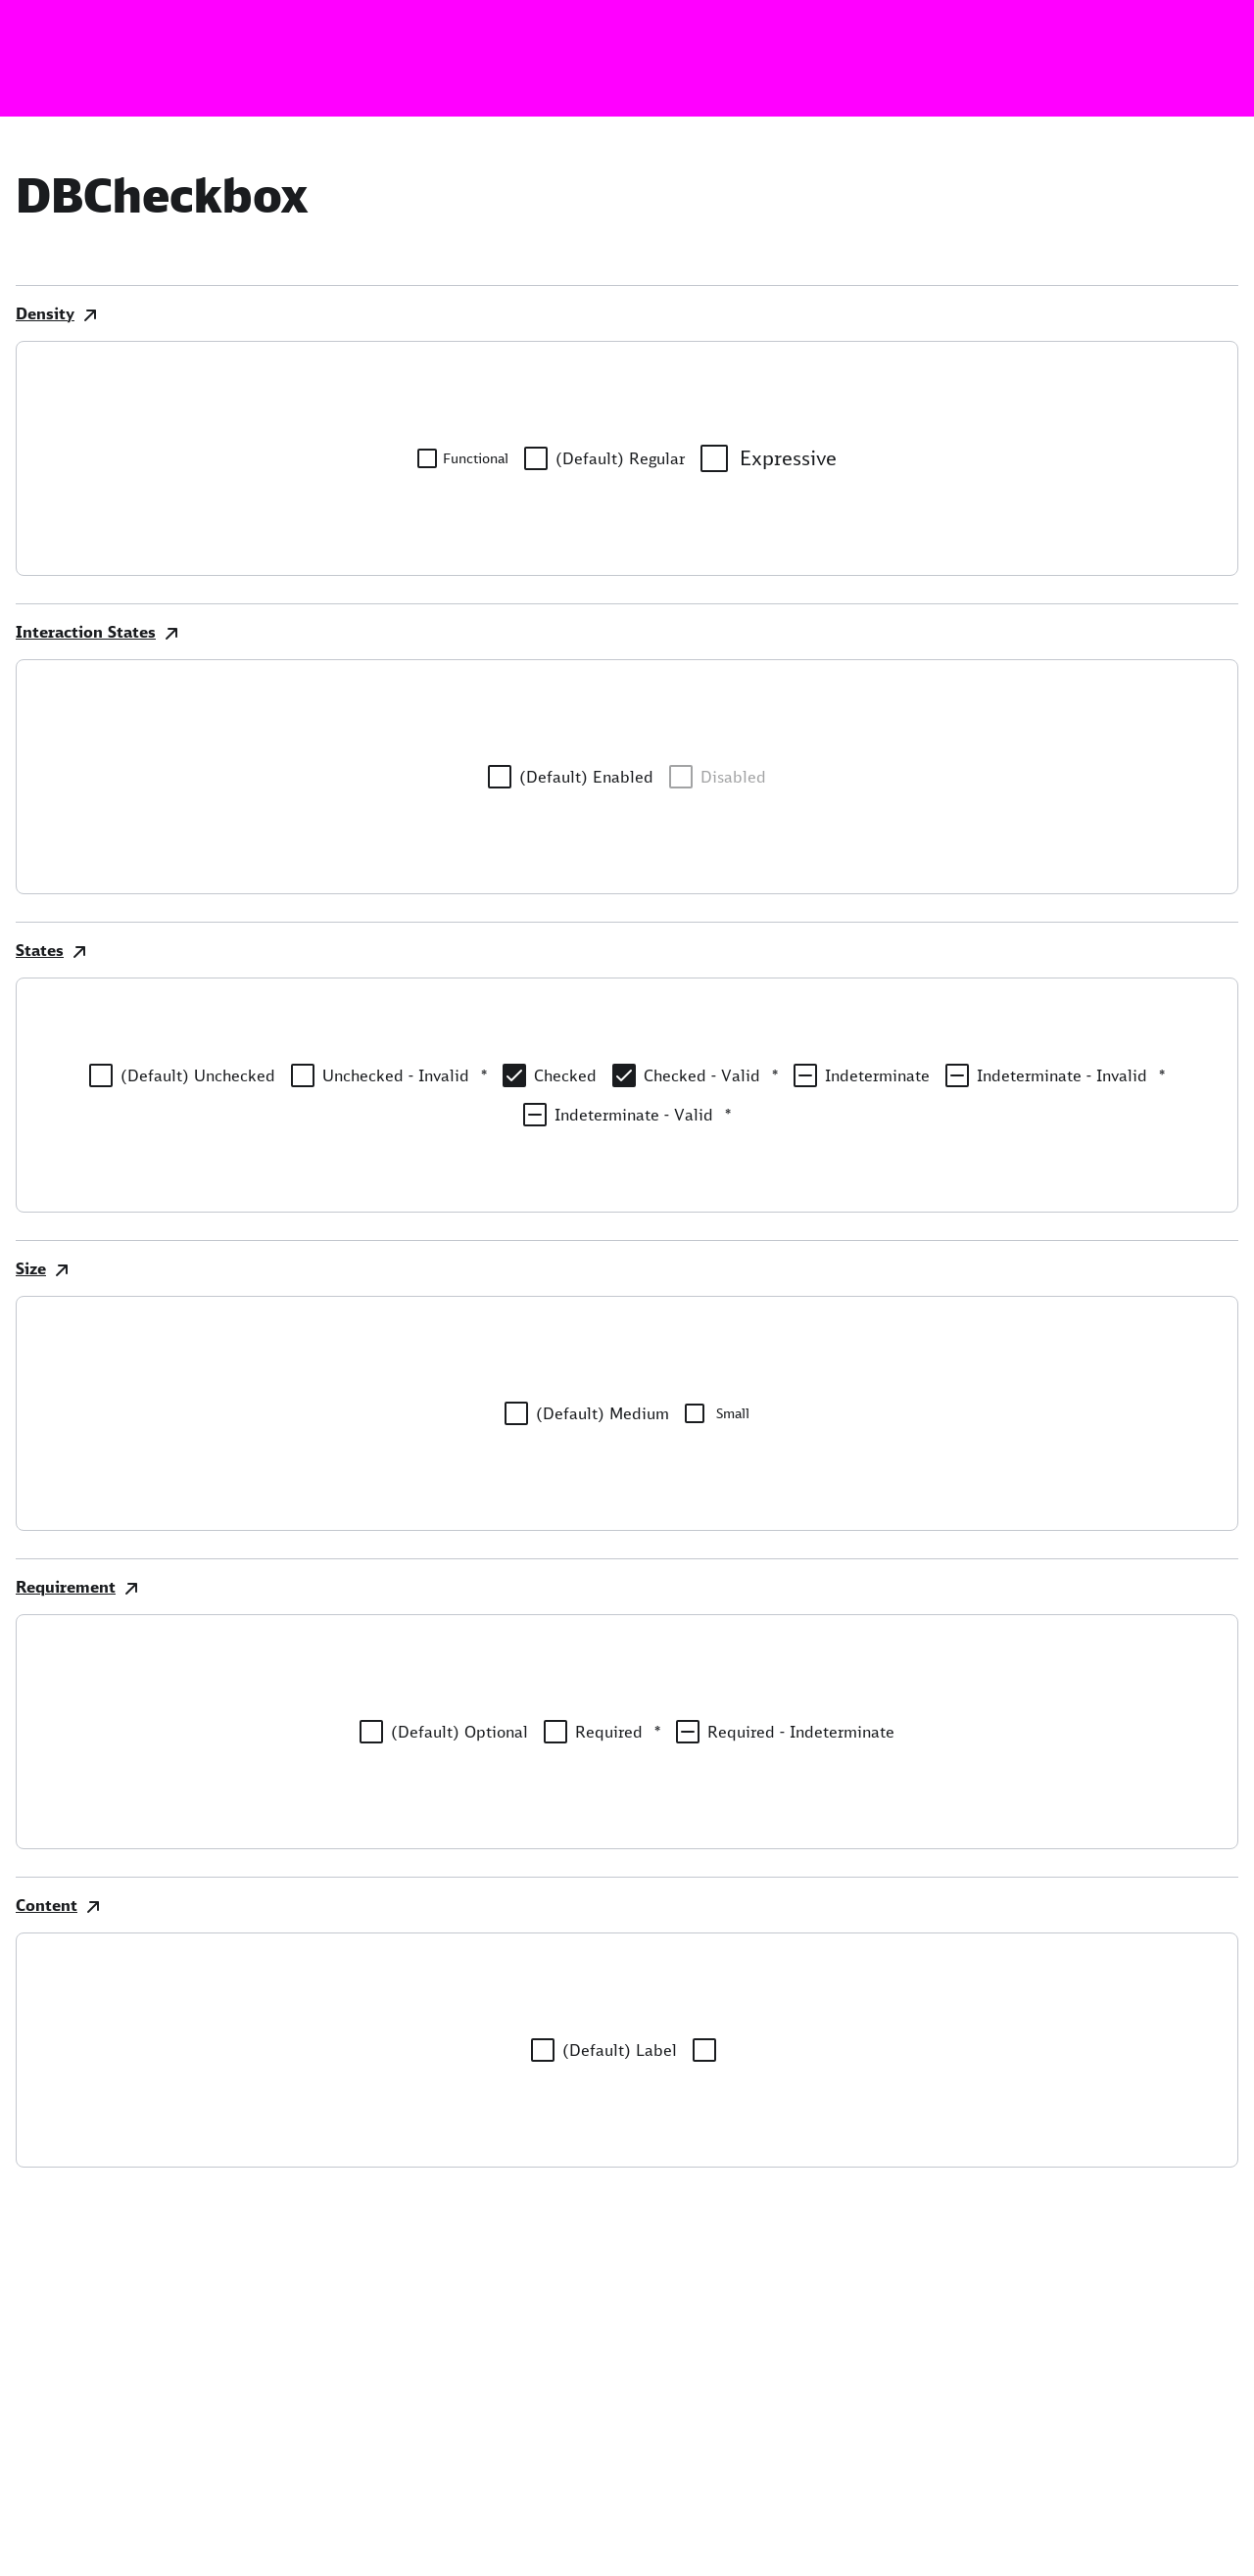 DBCheckbox
Density
Functional (Default) Regular Expressive
Interaction States
(Default) Enabled Disabled
States
(Default) Unchecked Unchecked - Invalid * Checked Checked - Valid * Indeterminate Indeterminate - Invalid *
Indeterminate - Valid *
Size
(Default) Medium Small
Requirement
(Default) Optional Required * Required - Indeterminate
Content
(Default) Label